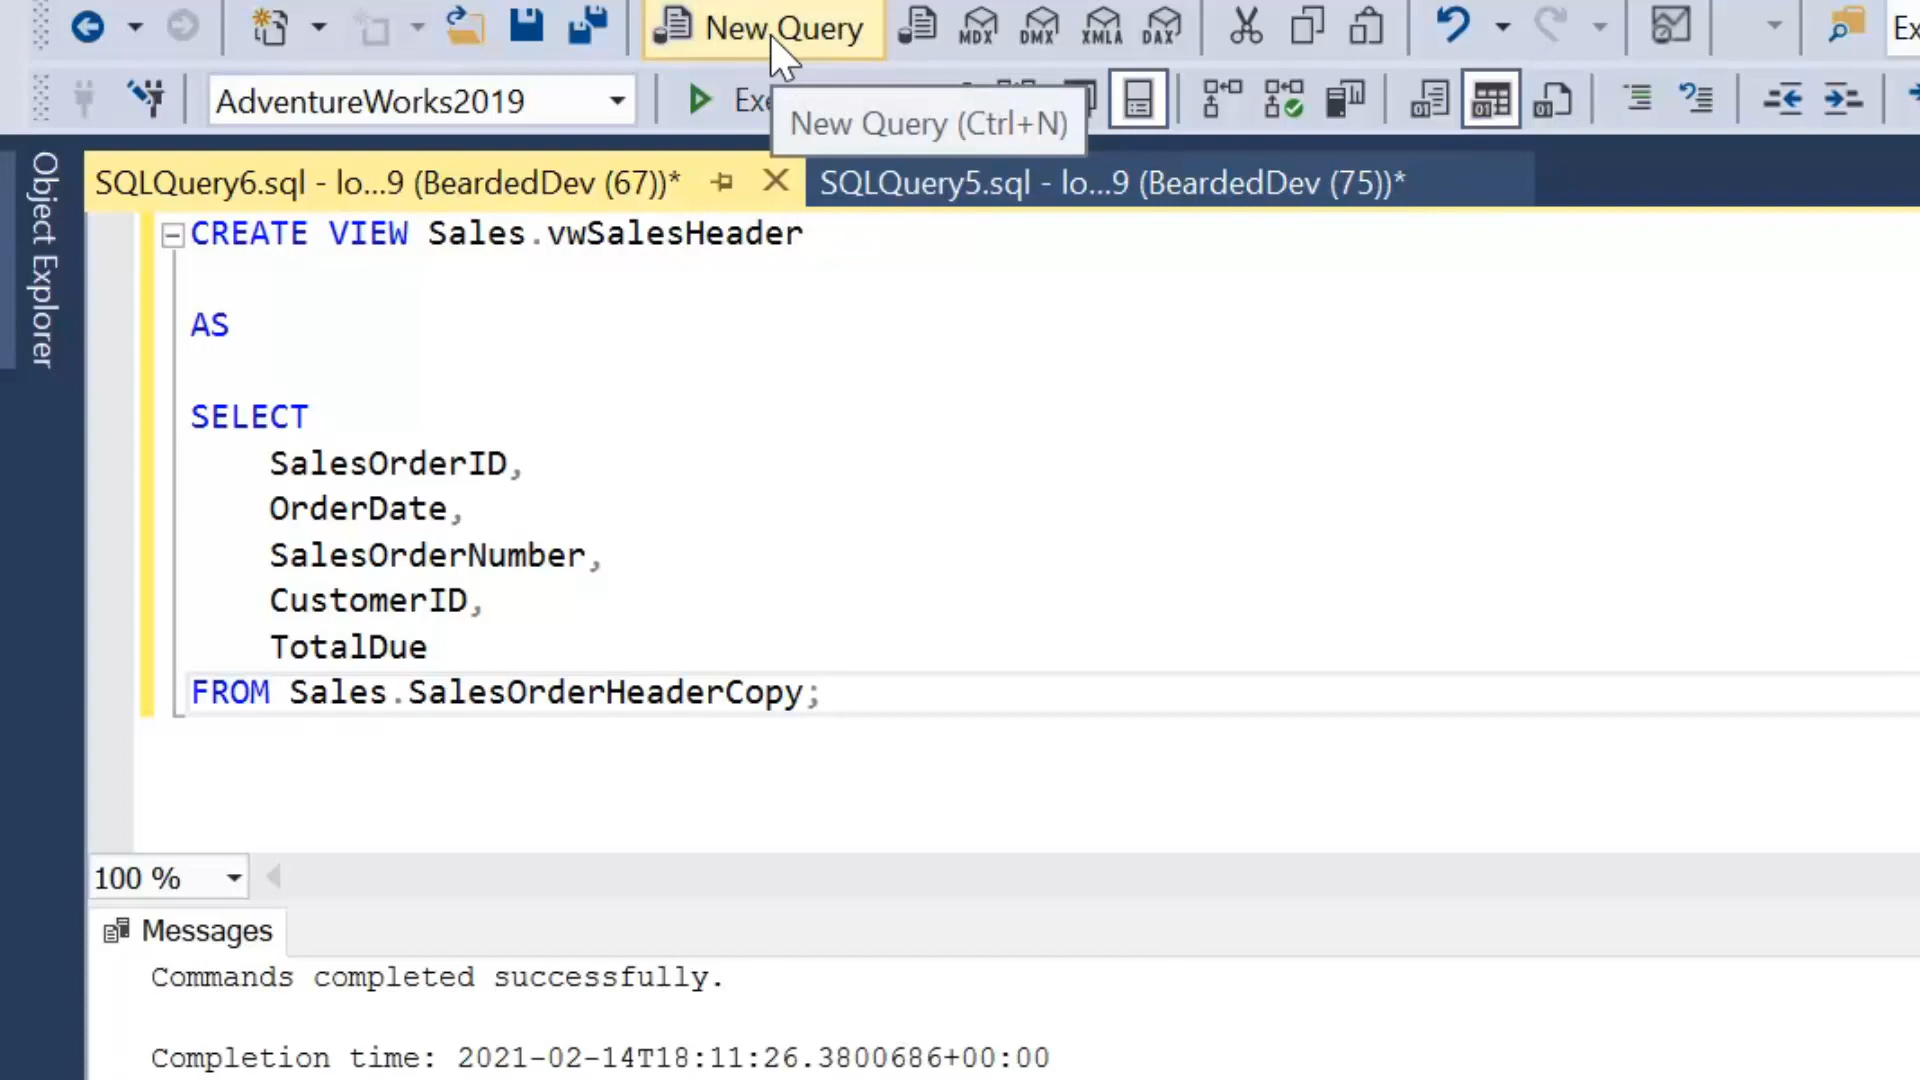 New Query MDX DMX XMLA DAX
AdventureWorks2019
New Query (Ctrl+N)
Object Explorer
SQLQuery6.sql - lo...9 (BeardedDev (67))* SQLQuery5.sql - lo...9 (BeardedDev (75))*
CREATE VIEW Sales.vwSalesHeader
AS
SELECT
SalesOrderID,
OrderDate,
SalesOrderNumber,
CustomerID,
TotalDue
FROM Sales.SalesOrderHeaderCopy;
100 %
Messages
Commands completed successfully.
Completion time: 2021-02-14T18:11:26.3800686+00:00